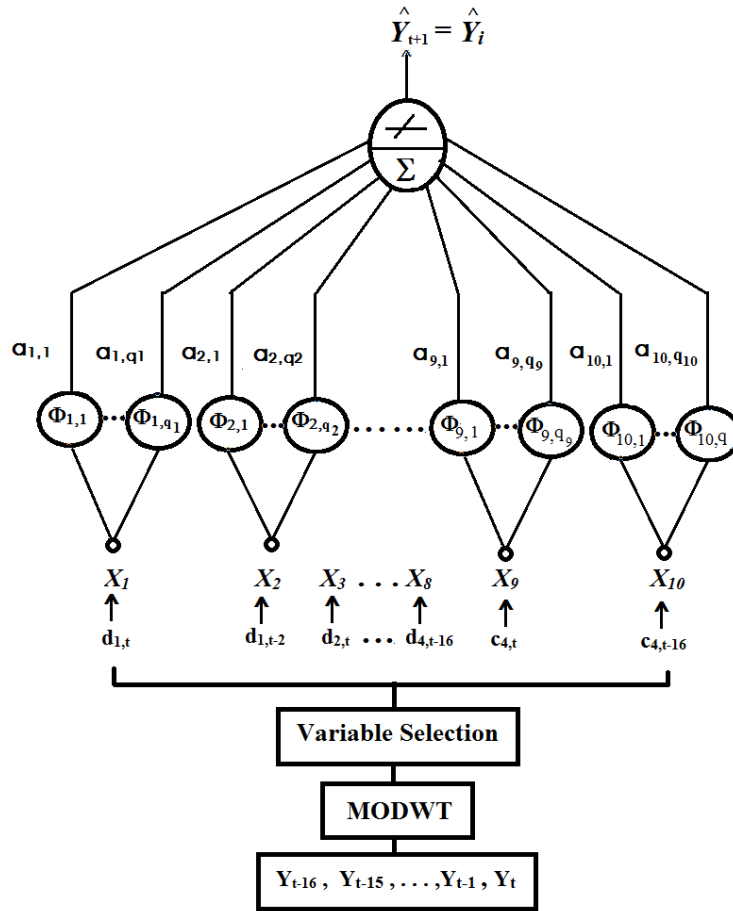 Ŷt+1 = Ŷi
Σ
a1,1 a1,q1 a2,1 a2,q2 a9,1 a9,q9 a10,1 a10,q10
Φ1,1 ... Φ1,q1 Φ2,1 ... Φ2,q2 ...... Φ9,1 ... Φ9,q9 Φ10,1 ... Φ10,q
X1 X2 X3 . . . X8 X9 X10
d1,t d1,t-2 d2,t ... d4,t-16 c4,t c4,t-16
Variable Selection
MODWT
Yt-16 , Yt-15 , . . . ,Yt-1 , Yt